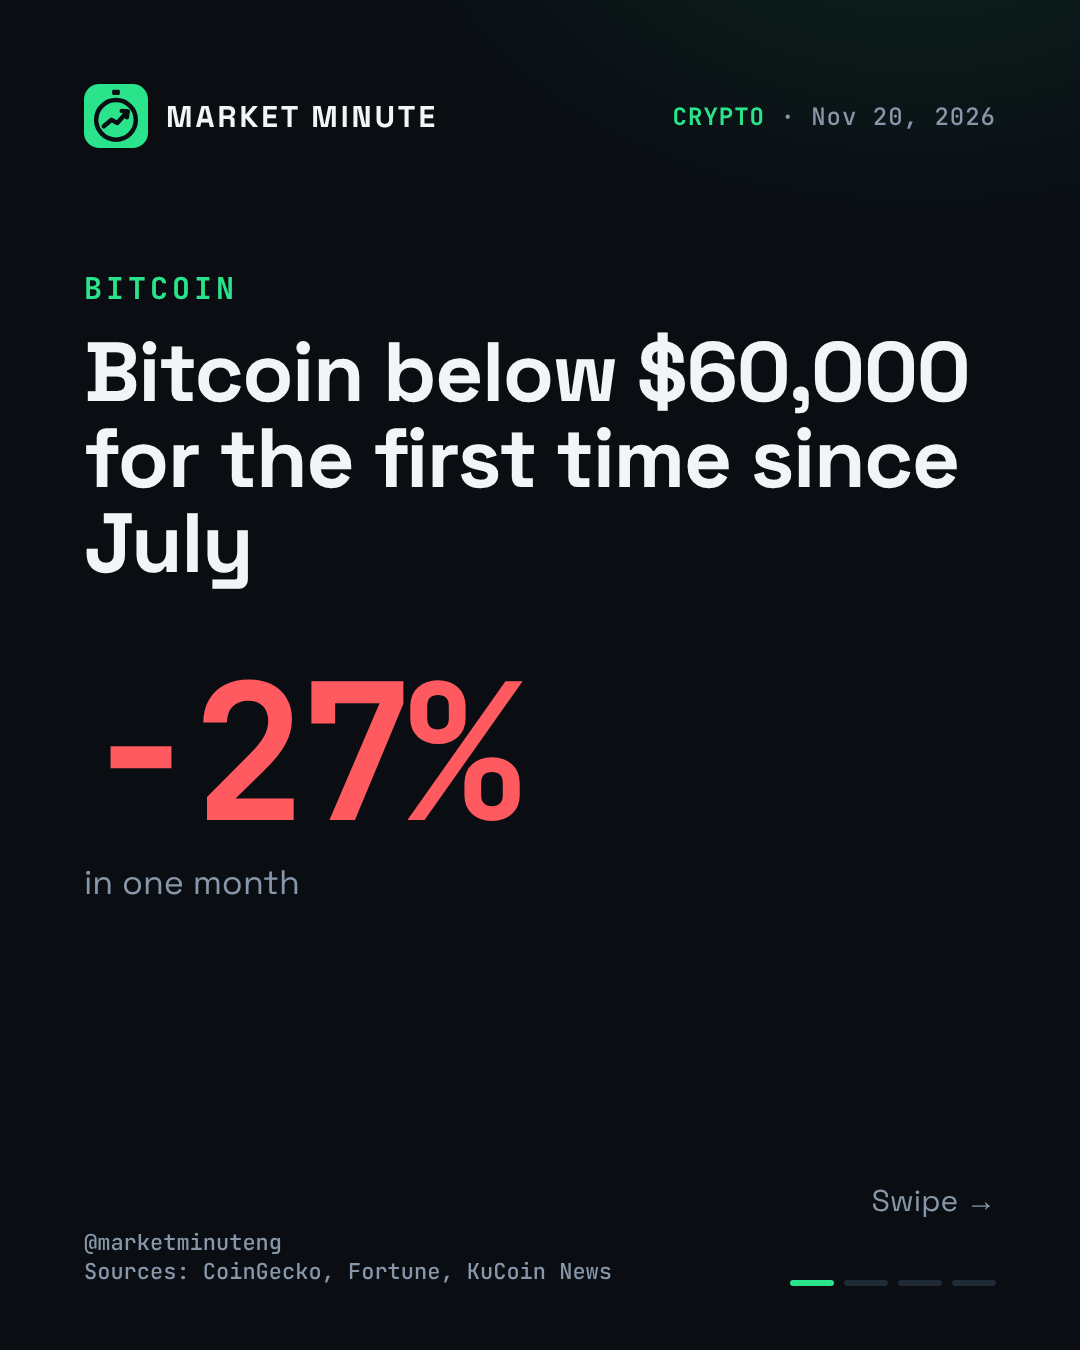 MARKET MINUTE
CRYPTO · Nov 20, 2026
BITCOIN
Bitcoin below $60,000
for the first time since
July
-27%
in one month
Swipe →
@marketminuteng
Sources: CoinGecko, Fortune, KuCoin News